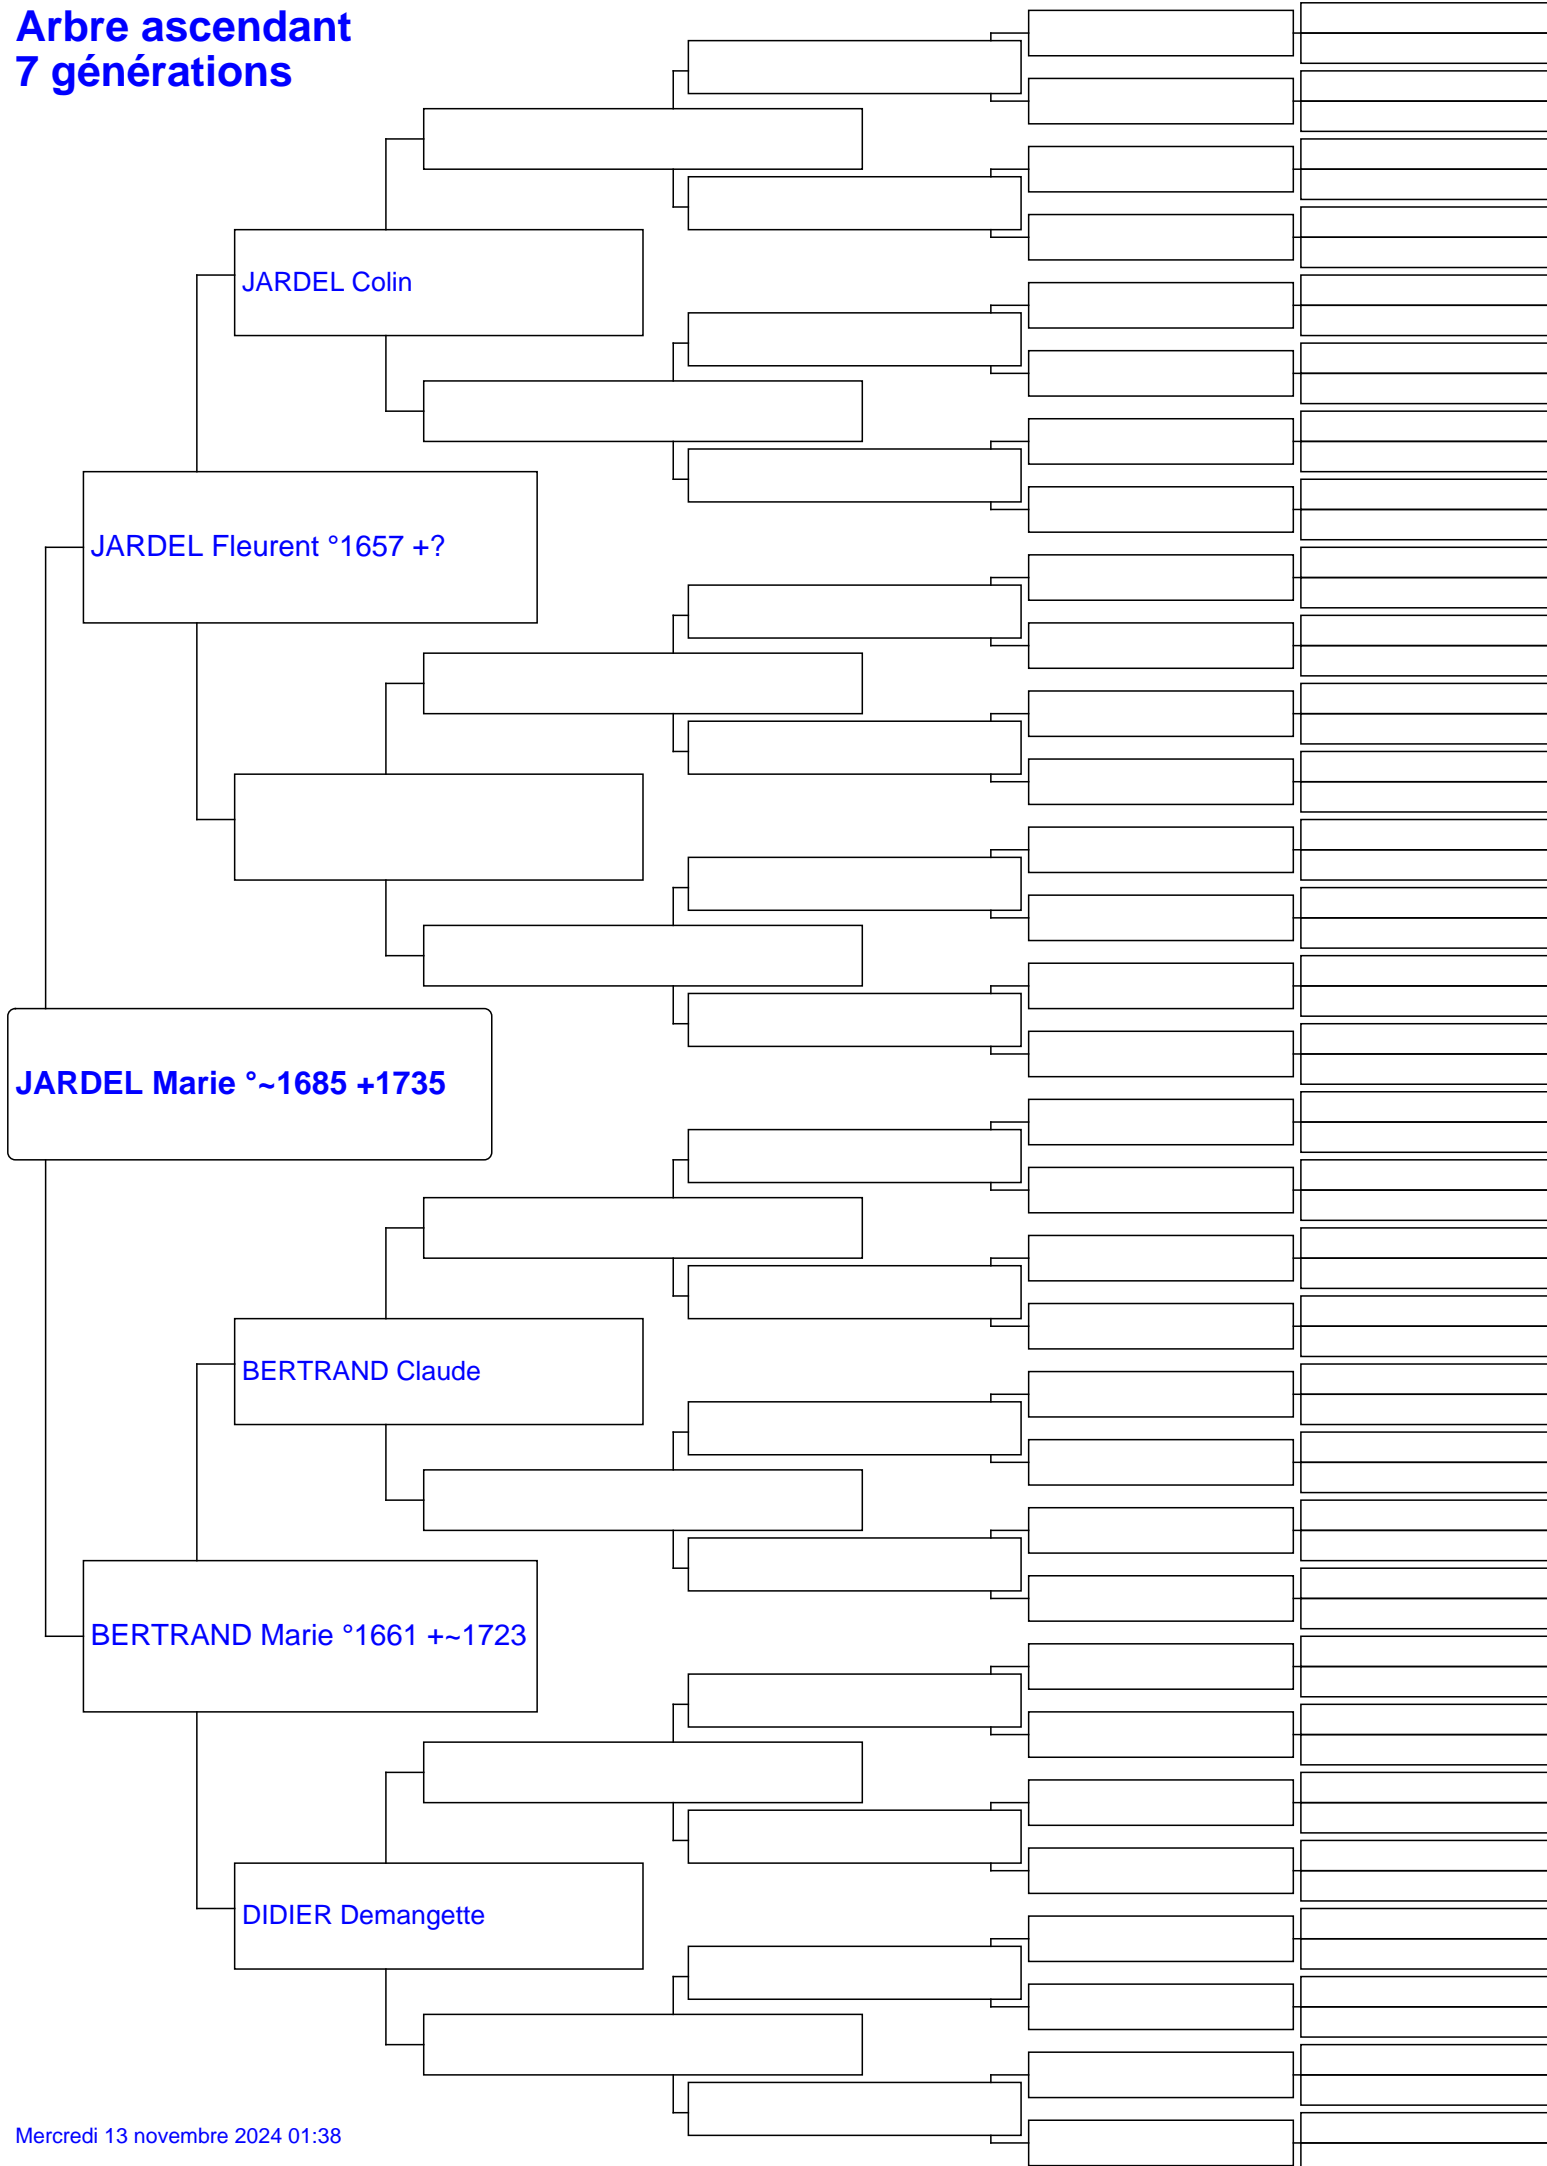 Arbre ascendant
7 générations
JARDEL Colin
JARDEL Fleurent °1657 +?
JARDEL Marie °~1685 +1735
BERTRAND Claude
BERTRAND Marie °1661 +~1723
DIDIER Demangette
Mercredi 13 novembre 2024 01:38